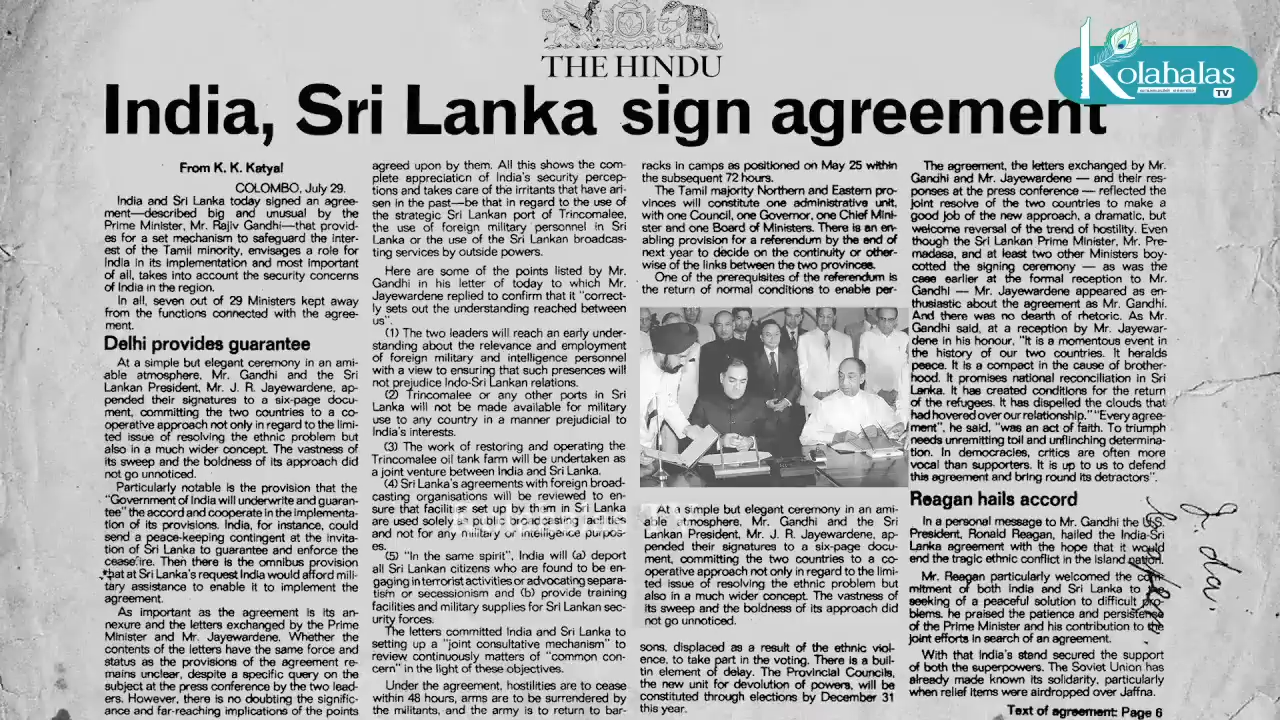 THE HINDU
Kolahalas
TV
India, Sri Lanka sign agreement
From K. K. Katyal
COLOMBO, July 29.
India and Sri Lanka today signed an agree-
ment—described big and unusual by the
Prime Minister, Mr. Rajiv Gandhi—that provid-
es for a set mechanism to safeguard the inter-
est of the Tamil minority, envisages a role for
India in its implementation and most important
of all, takes into account the security concerns
of India in the region.
In all, seven out of 29 Ministers kept away
from the functions connected with the agree-
ment.
Delhi provides guarantee
At a simple but elegant ceremony in an ami-
able atmosphere, Mr. Gandhi and the Sri
Lankan President, Mr. J. R. Jayewardene, ap-
pended their signatures to a six-page docu-
ment, committing the two countries to a co-
operative approach not only in regard to the limi-
ted issue of resolving the ethnic problem but
also in a much wider concept. The vastness of
its sweep and the boldness of its approach did
not go unnoticed.
Particularly notable is the provision that the
"Government of India will underwrite and guaran-
tee" the accord and cooperate in the implementa-
tion of its provisions. India, for instance, could
send a peace-keeping contingent at the invita-
tion of Sri Lanka to guarantee and enforce the
ceasefire. Then there is the omnibus provision
that at Sri Lanka's request India would afford mili-
tary assistance to enable it to implement the
agreement.
As important as the agreement is its an-
nexure and the letters exchanged by the Prime
Minister and Mr. Jayewardene. Whether the
contents of the letters have the same force and
status as the provisions of the agreement re-
mains unclear, despite a specific query on the
subject at the press conference by the two lead-
ers. However, there is no doubting the signific-
ance and far-reaching implications of the points
agreed upon by them. All this shows the com-
plete appreciation of India's security percep-
tions and takes care of the irritants that have ari-
sen in the past—be that in regard to the use of
the strategic Sri Lankan port of Trincomalee,
the use of foreign military personnel in Sri
Lanka or the use of the Sri Lankan broadcas-
ting services by outside powers.
Here are some of the points listed by Mr.
Gandhi in his letter of today to which Mr.
Jayewardene replied to confirm that it "correct-
ly sets out the understanding reached between
us".
(1) The two leaders will reach an early under-
standing about the relevance and employment
of foreign military and intelligence personnel
with a view to ensuring that such presences will
not prejudice Indo-Sri Lankan relations.
(2) Trincomalee or any other ports in Sri
Lanka will not be made available for military
use to any country in a manner prejudicial to
India's interests.
(3) The work of restoring and operating the
Trincomalee oil tank farm will be undertaken as
a joint venture between India and Sri Lanka.
(4) Sri Lanka's agreements with foreign broad-
casting organisations will be reviewed to en-
sure that facilities set up by them in Sri Lanka
are used solely as public broadcasting facilities
and not for any military or intelligence purpos-
es.
(5) "In the same spirit", India will (a) deport
all Sri Lankan citizens who are found to be en-
gaging in terrorist activities or advocating separa-
tism or secessionism and (b) provide training
facilities and military supplies for Sri Lankan sec-
urity forces.
The letters committed India and Sri Lanka to
setting up a "joint consultative mechanism" to
review continuously matters of "common con-
cern" in the light of these objectives.
Under the agreement, hostilities are to cease
within 48 hours, arms are to be surrendered by
the militants, and the army is to return to bar-
racks in camps as positioned on May 25 within
the subsequent 72 hours.
The Tamil majority Northern and Eastern pro-
vinces will constitute one administrative unit,
with one Council, one Governor, one Chief Mini-
ster and one Board of Ministers. There is an en-
abling provision for a referendum by the end of
next year to decide on the continuity or other-
wise of the links between the two provinces.
One of the prerequisites of the referendum is
the return of normal conditions to enable per-
At a simple but elegant ceremony in an ami-
able atmosphere, Mr. Gandhi and the Sri
Lankan President, Mr. J. R. Jayewardene, ap-
pended their signatures to a six-page docu-
ment, committing the two countries to a co-
operative approach not only in regard to the limi-
ted issue of resolving the ethnic problem but
also in a much wider concept. The vastness of
its sweep and the boldness of its approach did
not go unnoticed.
sons, displaced as a result of the ethnic viol-
ence, to take part in the voting. There is a buil-
tin element of delay. The Provincial Councils,
the new unit for devolution of powers, will be
constituted through elections by December 31
this year.
The agreement, the letters exchanged by Mr.
Gandhi and Mr. Jayewardene — and their res-
ponses at the press conference — reflected the
joint resolve of the two countries to make a
good job of the new approach, a dramatic, but
welcome reversal of the trend of hostility. Even
though the Sri Lankan Prime Minister, Mr. Pre-
madasa, and at least two other Ministers boy-
cotted the signing ceremony — as was the
case earlier at the formal reception to Mr.
Gandhi — Mr. Jayewardene appeared as en-
thusiastic about the agreement as Mr. Gandhi.
And there was no dearth of rhetoric. As Mr.
Gandhi said, at a reception by Mr. Jayewar-
dene in his honour, "It is a momentous event in
the history of our two countries. It heralds
peace. It is a compact in the cause of brother-
hood. It promises national reconciliation in Sri
Lanka. It has created conditions for the return
of the refugees. It has dispelled the clouds that
had hovered over our relationship." "Every agree-
ment", he said, "was an act of faith. To triumph
needs unremitting toil and unflinching determina-
tion. In democracies, critics are often more
vocal than supporters. It is up to us to defend
this agreement and bring round its detractors".
Reagan hails accord
In a personal message to Mr. Gandhi the U.S.
President, Ronald Reagan, hailed the India-Sri
Lanka agreement with the hope that it would
end the tragic ethnic conflict in the island nation.
Mr. Reagan particularly welcomed the com-
mitment of both India and Sri Lanka to
seeking of a peaceful solution to difficult pro-
blems. he praised the patience and persistence
of the Prime Minister and his contribution to the
joint efforts in search of an agreement.
With that India's stand secured the support
of both the superpowers. The Soviet Union has
already made known its solidarity, particularly
when relief items were airdropped over Jaffna.
Text of agreement: Page 6